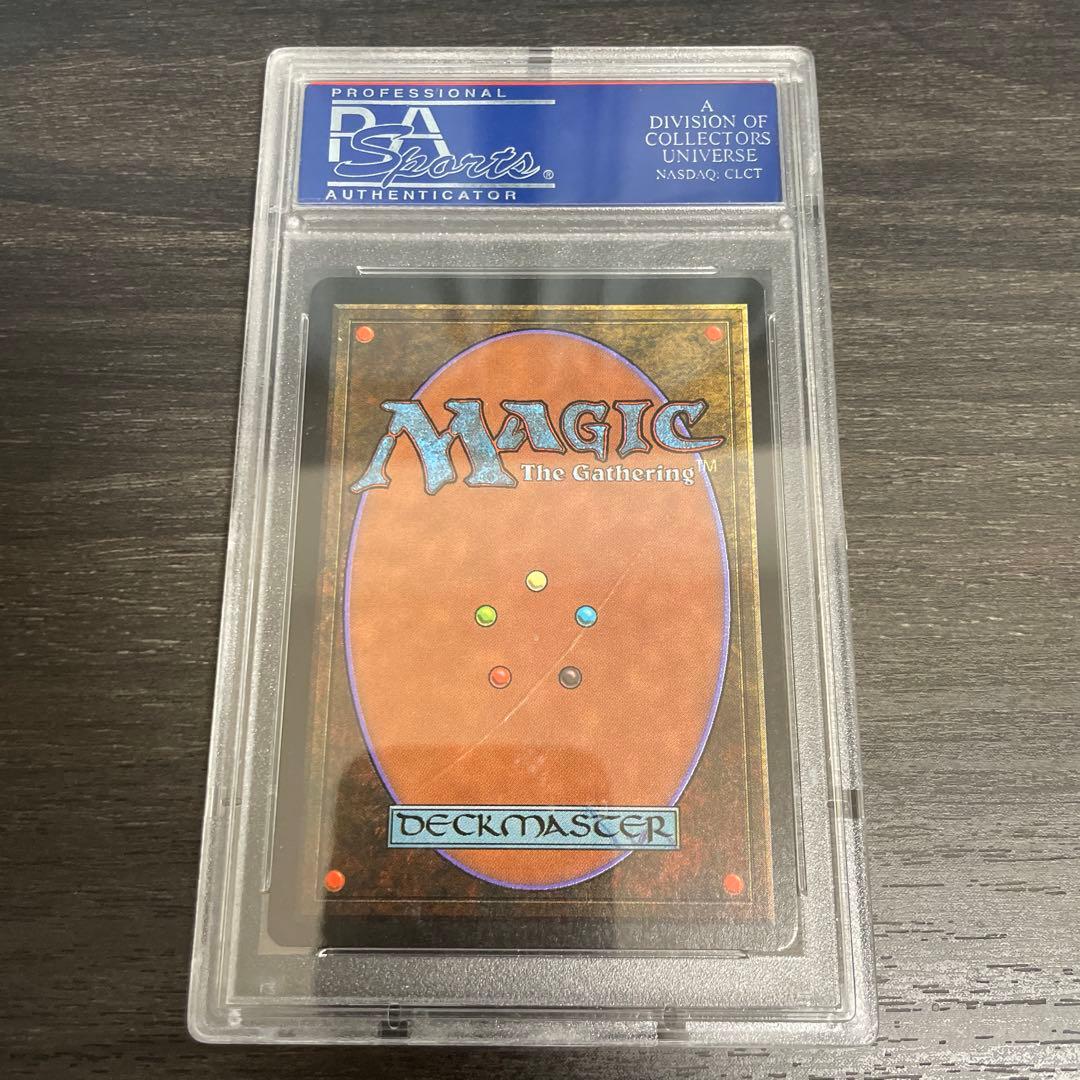 PROFESSIONAL
PSA
Sports®
AUTHENTICATOR
A
DIVISION OF
COLLECTORS
UNIVERSE
NASDAQ: CLCT
MAGIC
The Gathering™
DECKMASTER